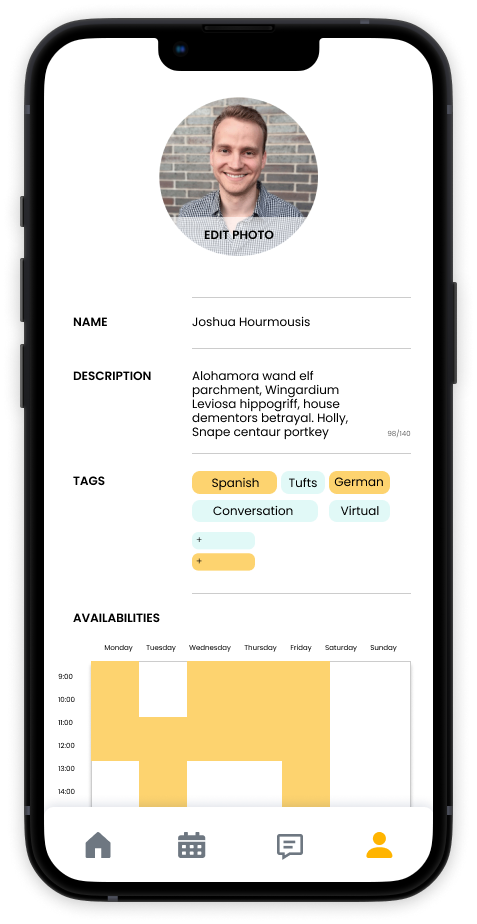 EDIT PHOTO
NAME
Joshua Hourmousis
DESCRIPTION
Alohamora wand elf
parchment, Wingardium
Leviosa hippogriff, house
dementors betrayal. Holly,
Snape centaur portkey
98/140
TAGS
Spanish Tufts German
Conversation Virtual
+
+
AVAILABILITIES
Monday Tuesday Wednesday Thursday Friday Saturday Sunday
9:00
10:00
11:00
12:00
13:00
14:00